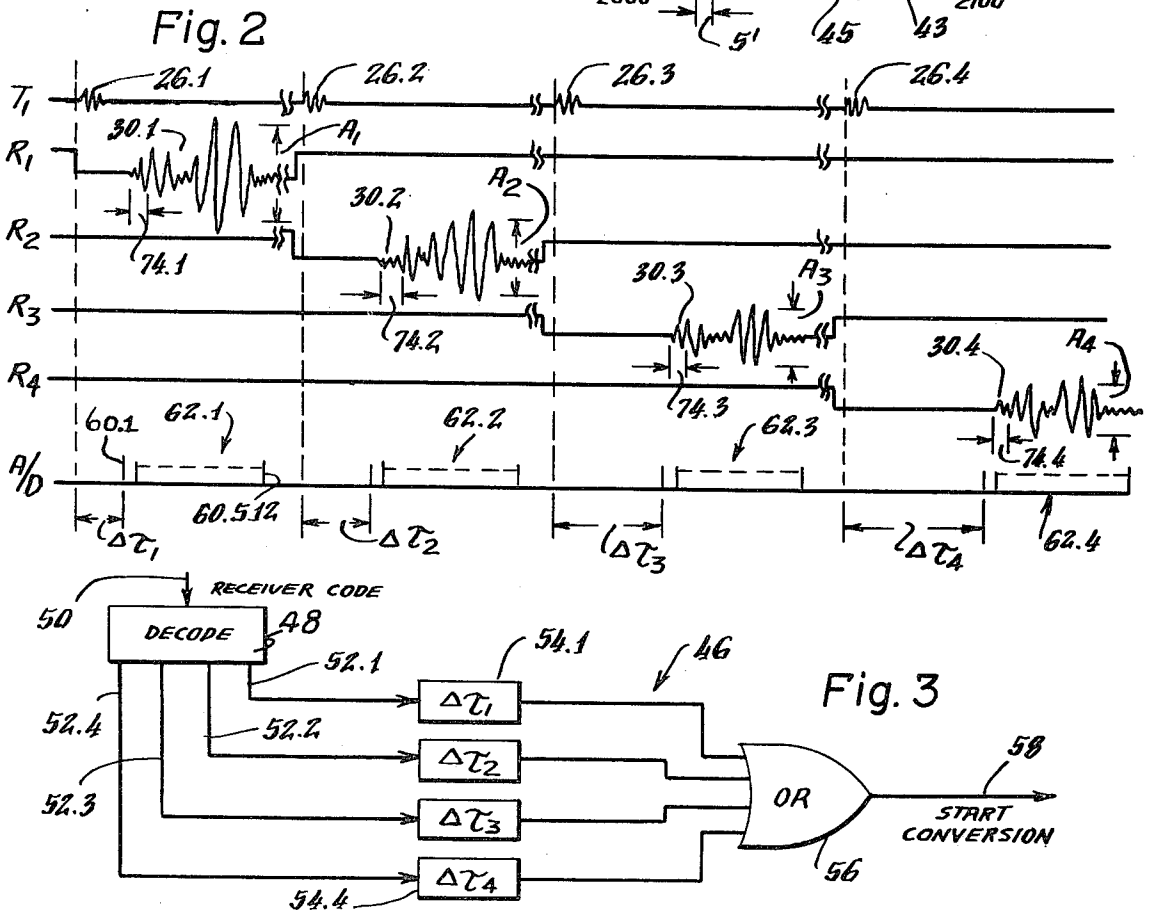 5' 45 43 2100
Fig. 2
T1 26.1 26.2 26.3 26.4
R1 30.1 A1
R2 74.1 30.2 A2
R3 74.2 30.3 A3
R4 74.3 30.4 A4
74.4
A/D 60.1 62.1 60.512 62.2 62.3 62.4
Δτ1 Δτ2 Δτ3 Δτ4
50 RECEIVER CODE
DECODE 48
52.1 54.1 46
Fig. 3
52.4 Δτ1
52.2 Δτ2 58
52.3 Δτ3 OR START
CONVERSION
Δτ4 56
54.4